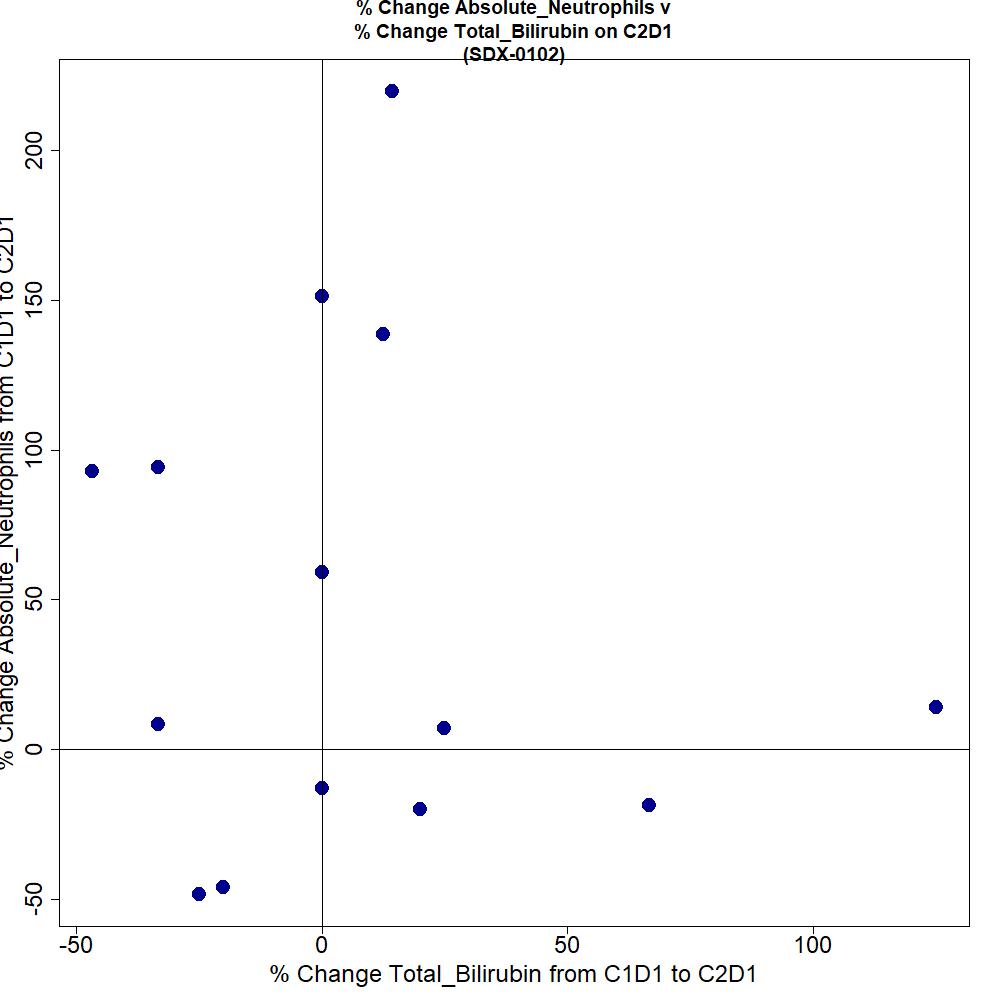 % Change Absolute_Neutrophils v
% Change Total_Bilirubin on C2D1
(SDX-0102)
% Change Absolute_Neutrophils from C1D1 to C2D1
200
150
100
50
0
-50
-50
0
50
100
% Change Total_Bilirubin from C1D1 to C2D1